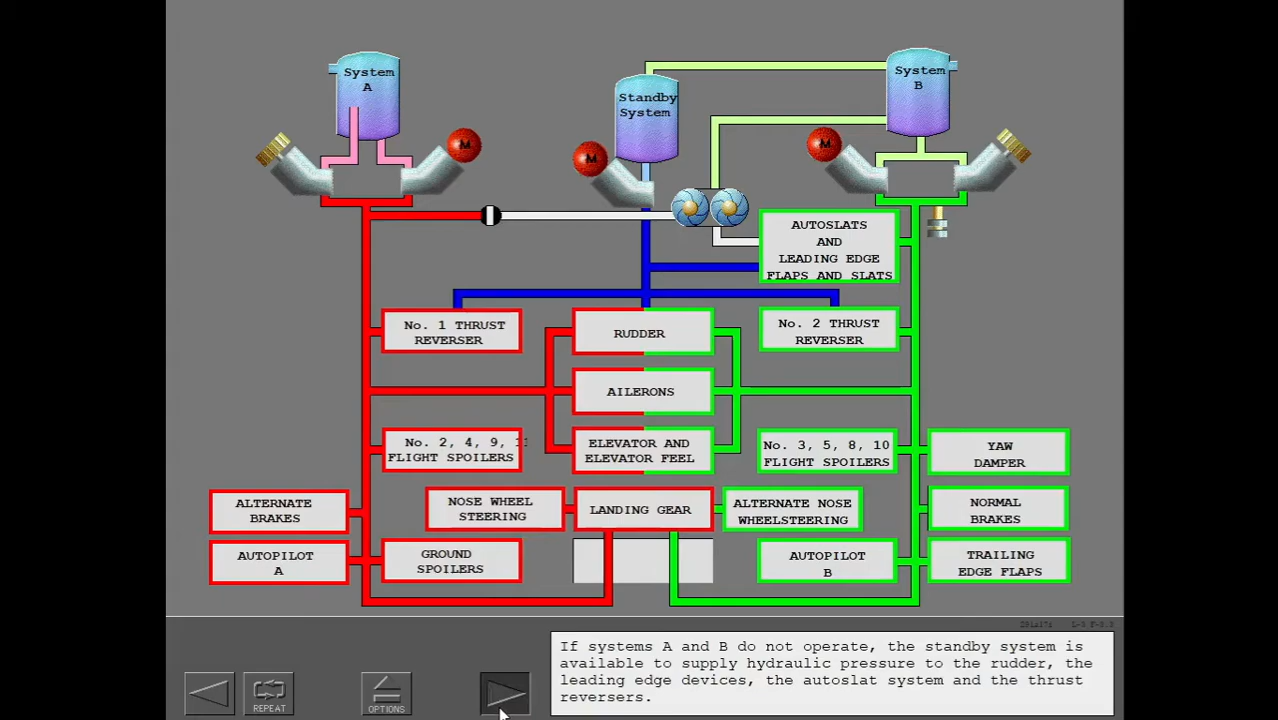 System
A
Standby
System
System
B
M
M
M
AUTOSLATS
AND
LEADING EDGE
FLAPS AND SLATS
No. 1 THRUST
REVERSER
RUDDER
No. 2 THRUST
REVERSER
AILERONS
No. 2, 4, 9, 11
FLIGHT SPOILERS
ELEVATOR AND
ELEVATOR FEEL
No. 3, 5, 8, 10
FLIGHT SPOILERS
YAW
DAMPER
ALTERNATE
BRAKES
NOSE WHEEL
STEERING
LANDING GEAR
ALTERNATE NOSE
WHEELSTEERING
NORMAL
BRAKES
AUTOPILOT
A
GROUND
SPOILERS
AUTOPILOT
B
TRAILING
EDGE FLAPS
If systems A and B do not operate, the standby system is
available to supply hydraulic pressure to the rudder, the
leading edge devices, the autoslat system and the thrust
reversers.
REPEAT
OPTIONS